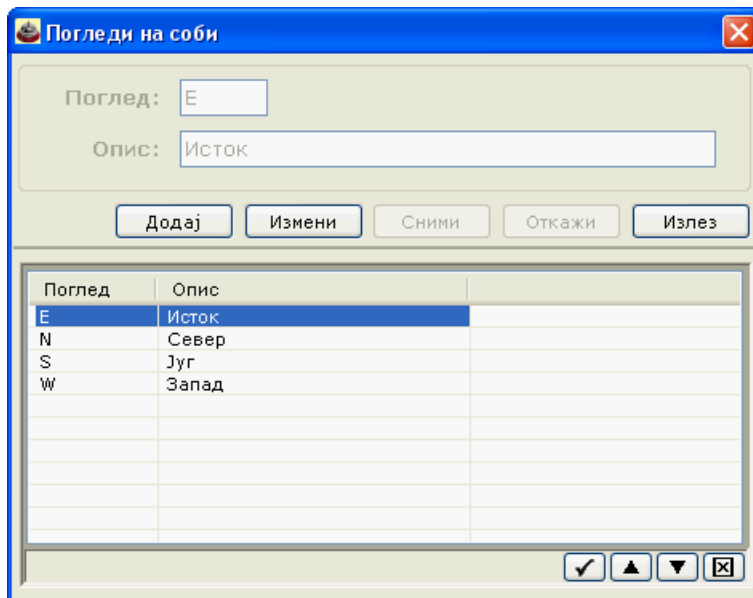 Погледи на соби
Поглед: E
Опис: Исток
Додај Измени Сними Откажи Излез
Поглед Опис
E Исток
N Север
S Југ
W Запад